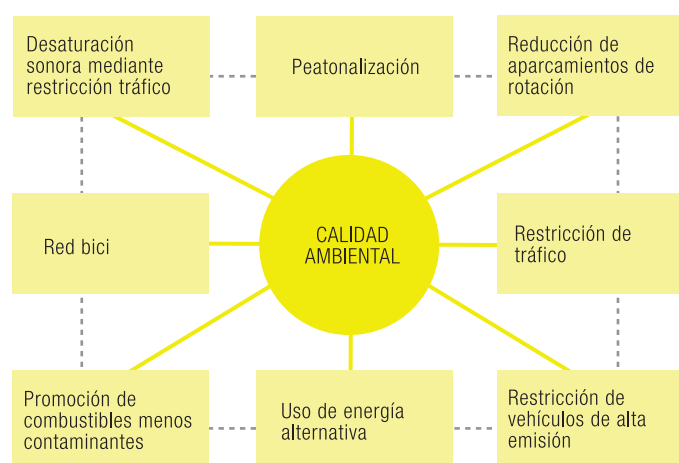 Desaturación
sonora mediante
restricción tráfico
Peatonalización
Reducción de
aparcamientos de
rotación
Red bici
CALIDAD
AMBIENTAL
Restricción de
tráfico
Promoción de
combustibles menos
contaminantes
Uso de energía
alternativa
Restricción de
vehículos de alta
emisión